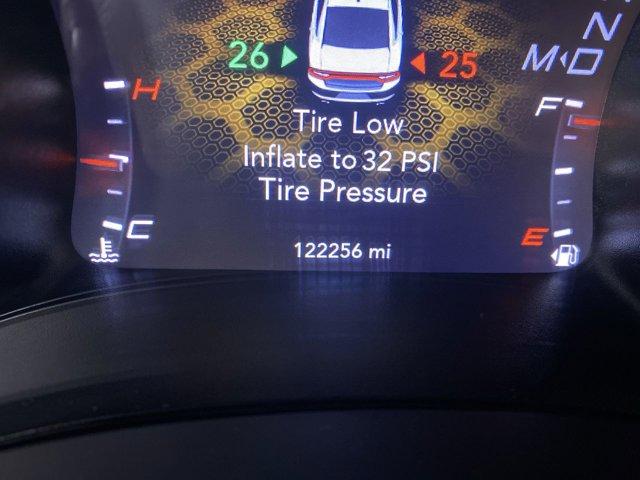 N
M D
26 25
H F
Tire Low
Inflate to 32 PSI
Tire Pressure
C E
122256 mi